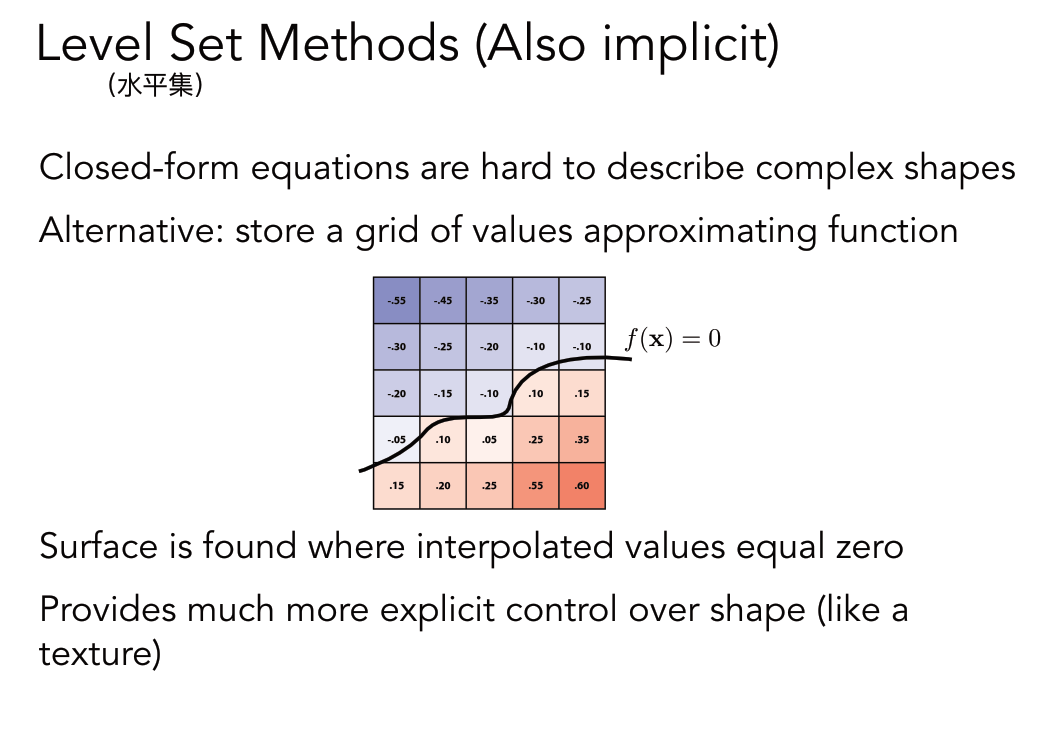 Level Set Methods (Also implicit)
(水平集)
Closed-form equations are hard to describe complex shapes
Alternative: store a grid of values approximating function
-.55 -.45 -.35 -.30 -.25
-.30 -.25 -.20 -.10 -.10
f(x) = 0
-.20 -.15 -.10 .10 .15
-.05 .10 .05 .25 .35
.15 .20 .25 .55 .60
Surface is found where interpolated values equal zero
Provides much more explicit control over shape (like a
texture)